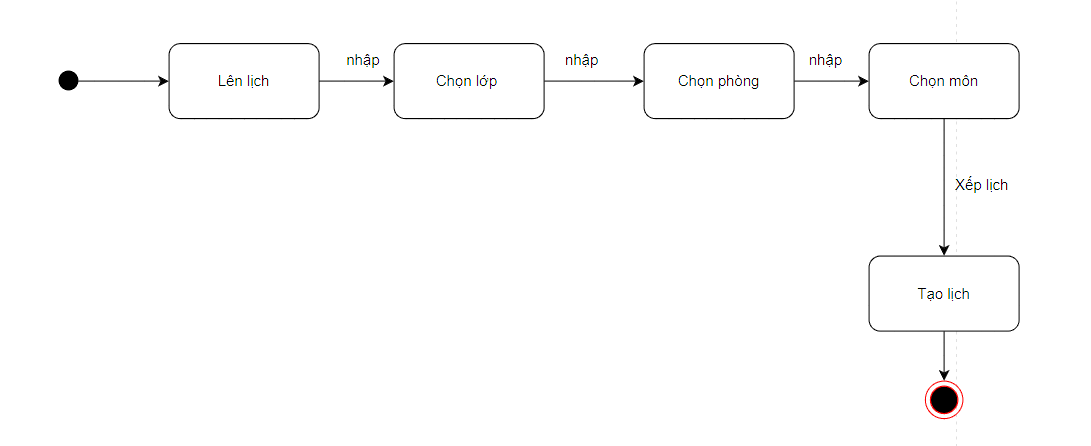 Lên lịch
nhập
Chọn lớp
nhập
Chọn phòng
nhập
Chọn môn
Xếp lịch
Tạo lịch